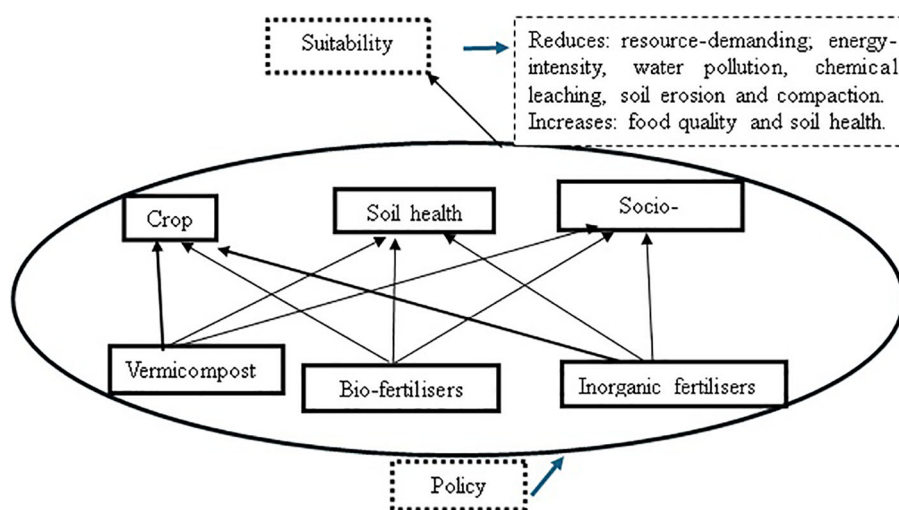 Suitability
Reduces: resource-demanding; energy-
intensity, water pollution, chemical
leaching, soil erosion and compaction.
Increases: food quality and soil health.
Crop
Soil health
Socio-
Vermicompost
Bio-fertilisers
Inorganic fertilisers
Policy